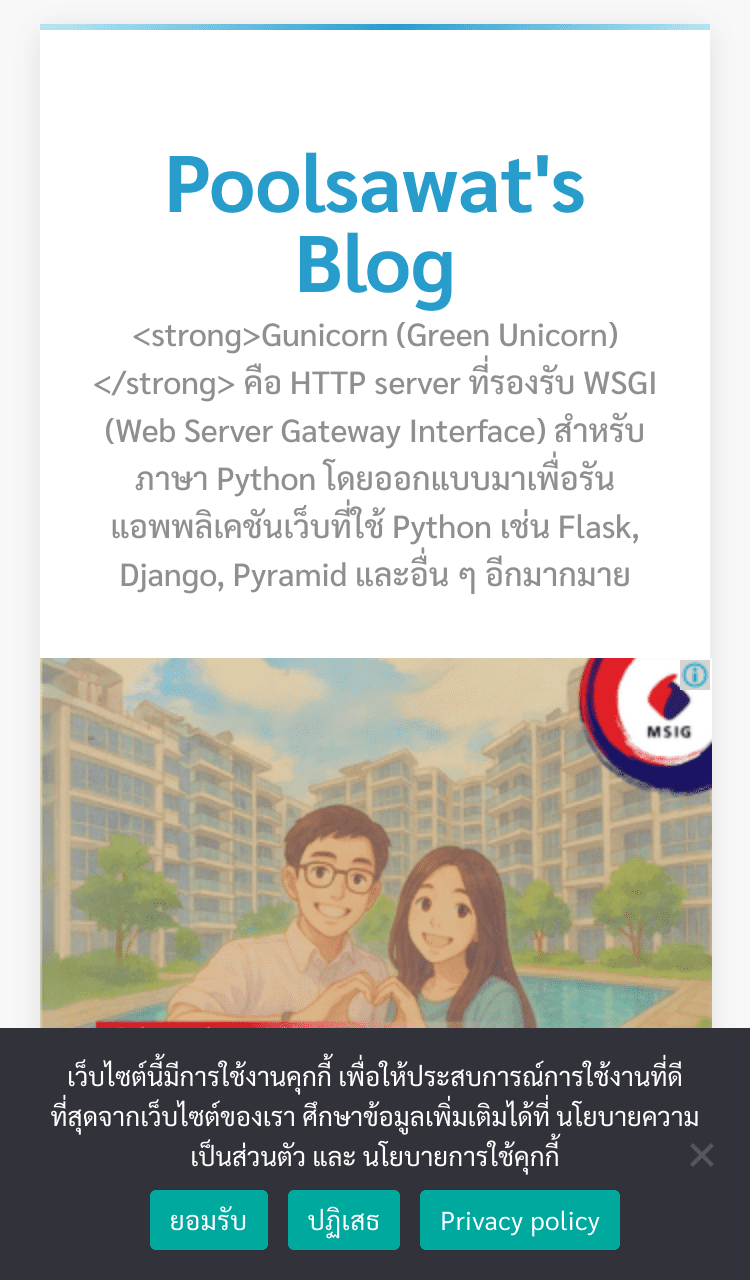 Poolsawat's
Blog
<strong>Gunicorn (Green Unicorn)
</strong> คือ HTTP server ที่รองรับ WSGI
(Web Server Gateway Interface) สำหรับ
ภาษา Python โดยออกแบบมาเพื่อรัน
แอพพลิเคชันเว็บที่ใช้ Python เช่น Flask,
Django, Pyramid และอื่น ๆ อีกมากมาย
MSIG
เว็บไซต์นี้มีการใช้งานคุกกี้ เพื่อให้ประสบการณ์การใช้งานที่ดี
ที่สุดจากเว็บไซต์ของเรา ศึกษาข้อมูลเพิ่มเติมได้ที่ นโยบายความ
เป็นส่วนตัว และ นโยบายการใช้คุกกี้
ยอมรับ ปฏิเสธ Privacy policy